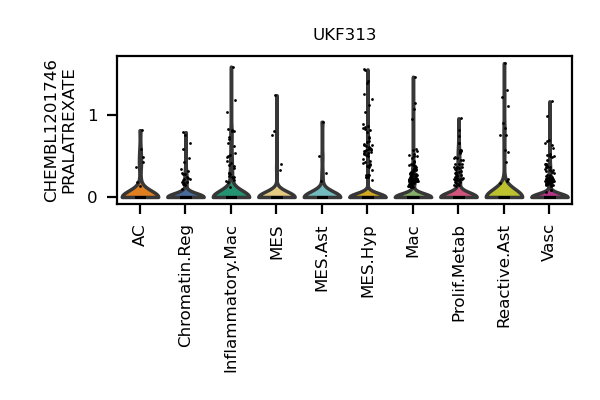 UKF313
CHEMBL1201746
PRALATREXATE
1
0
AC
Chromatin.Reg
Inflammatory.Mac
MES
MES.Ast
MES.Hyp
Mac
Prolif.Metab
Reactive.Ast
Vasc